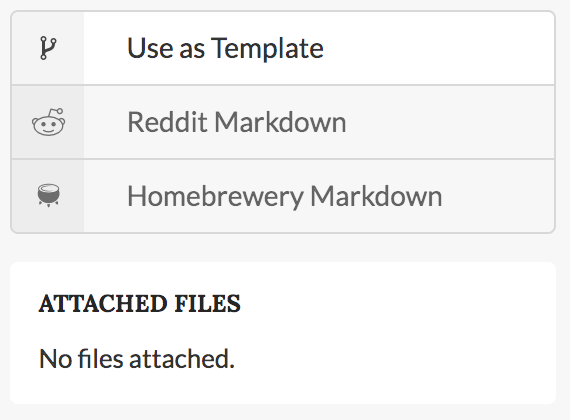 Use as Template
Reddit Markdown
Homebrewery Markdown
ATTACHED FILES
No files attached.